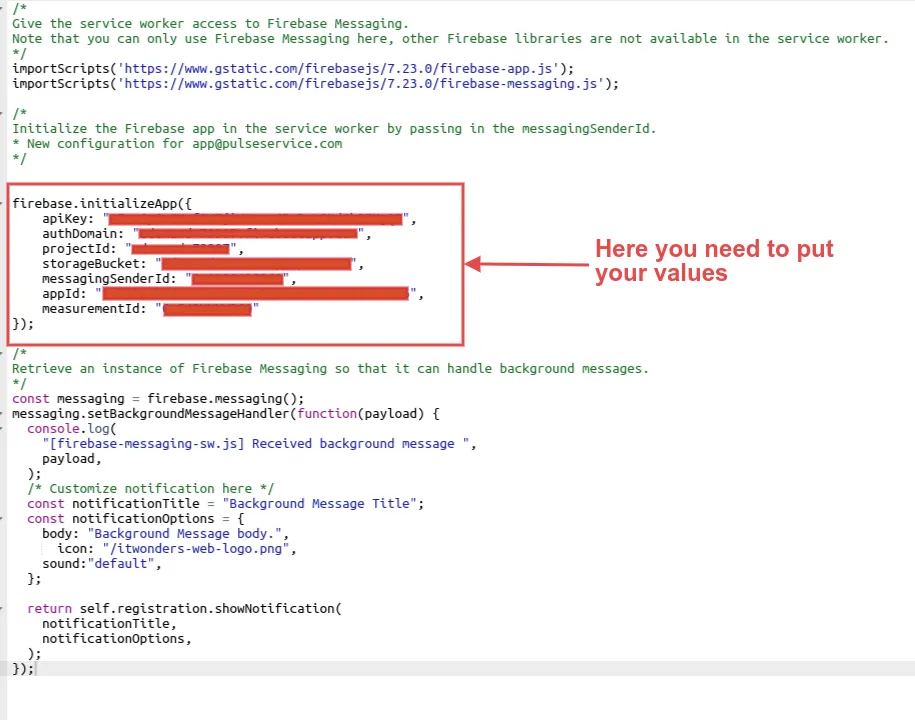 /*
Give the service worker access to Firebase Messaging.
Note that you can only use Firebase Messaging here, other Firebase libraries are not available in the service worker.
*/
importScripts('https://www.gstatic.com/firebasejs/7.23.0/firebase-app.js');
importScripts('https://www.gstatic.com/firebasejs/7.23.0/firebase-messaging.js');
/*
Initialize the Firebase app in the service worker by passing in the messagingSenderId.
* New configuration for app@pulseservice.com
*/
firebase.initializeApp({
apiKey: "",
authDomain: "",
projectId: "",
storageBucket: "",
messagingSenderId: "",
appId: "",
measurementId: ""
});
Here you need to put
your values
/*
Retrieve an instance of Firebase Messaging so that it can handle background messages.
*/
const messaging = firebase.messaging();
messaging.setBackgroundMessageHandler(function(payload) {
console.log(
"[firebase-messaging-sw.js] Received background message ",
payload,
);
/* Customize notification here */
const notificationTitle = "Background Message Title";
const notificationOptions = {
body: "Background Message body.",
icon: "/itwonders-web-logo.png",
sound:"default",
};
return self.registration.showNotification(
notificationTitle,
notificationOptions,
);
});